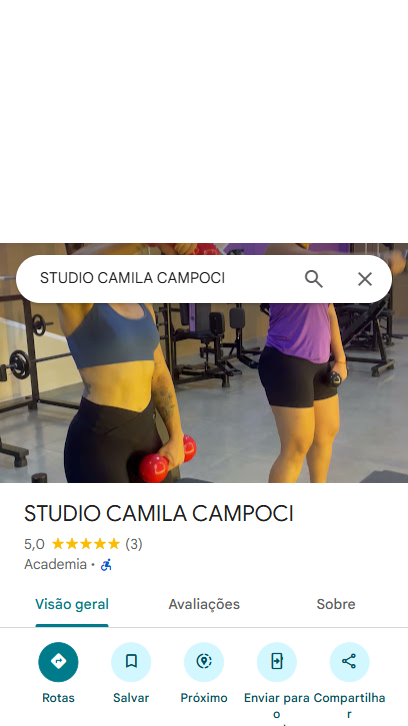 STUDIO CAMILA CAMPOCI
STUDIO CAMILA CAMPOCI
5,0 ★★★★★ (3)
Academia ·
Visão geral Avaliações Sobre
Rotas Salvar Próximo Enviar para o Compartilhar